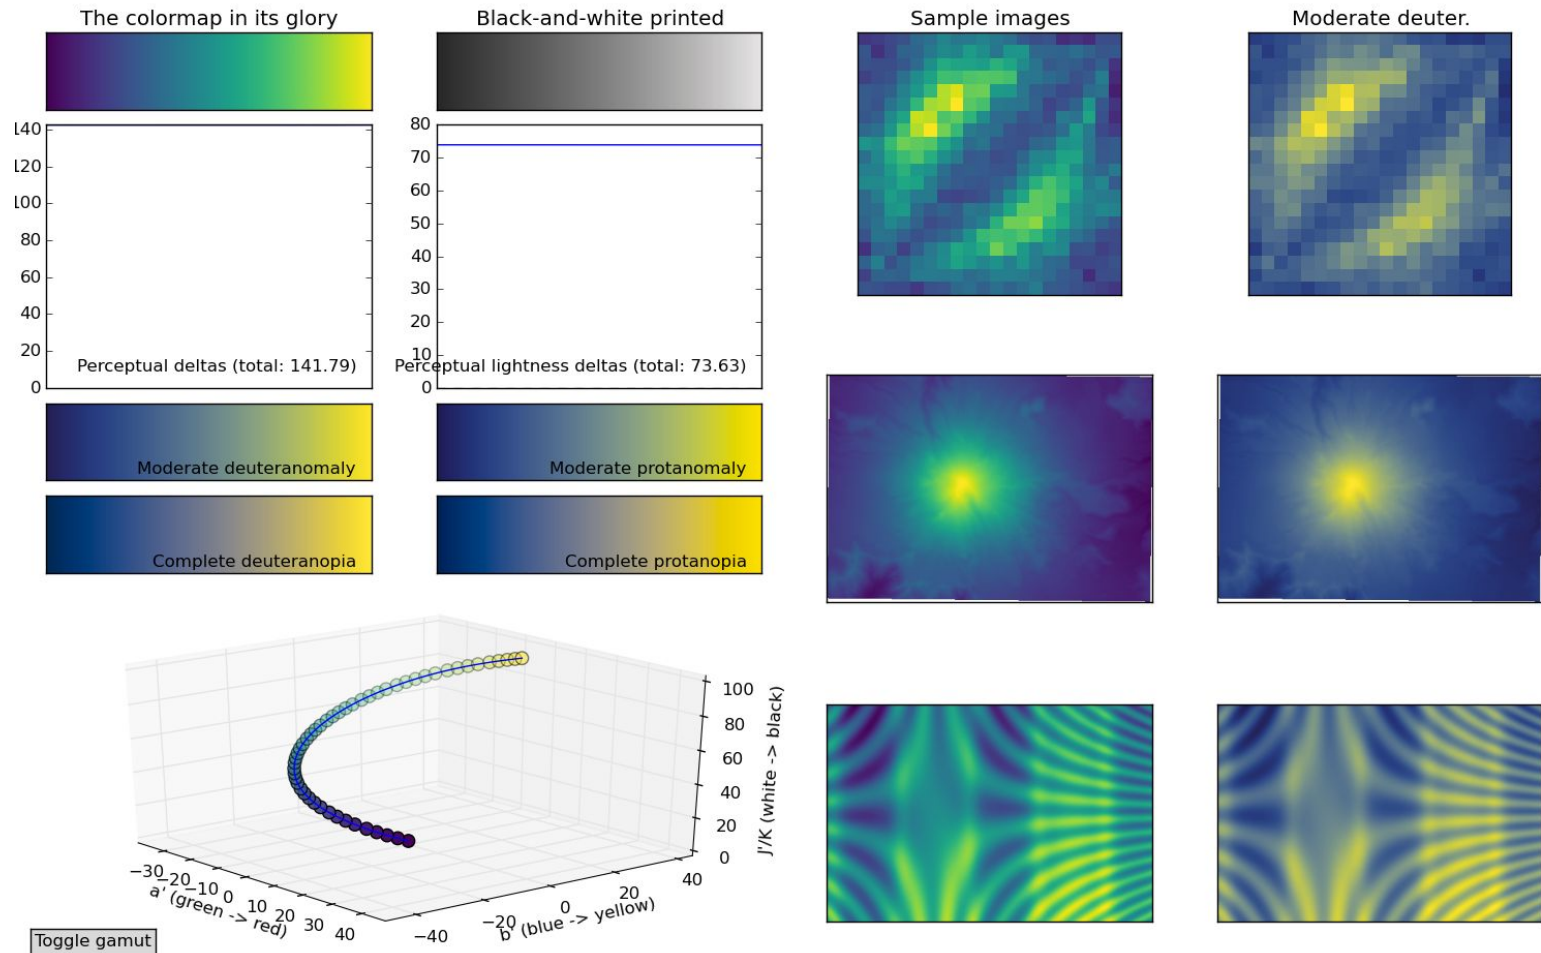 The colormap in its glory
Black-and-white printed
Sample images
Moderate deuter.
140
120
100
80
60
40
20
0
Perceptual deltas (total: 141.79)
80
70
60
50
40
30
20
10
0
Perceptual lightness deltas (total: 73.63)
Moderate deuteranomaly
Moderate protanomaly
Complete deuteranopia
Complete protanopia
−30
−20
−10
0
10
20
30
40
a' (green -> red)
−40
−20
0
20
40
b' (blue -> yellow)
100
80
60
40
20
0
J'/K (white -> black)
Toggle gamut